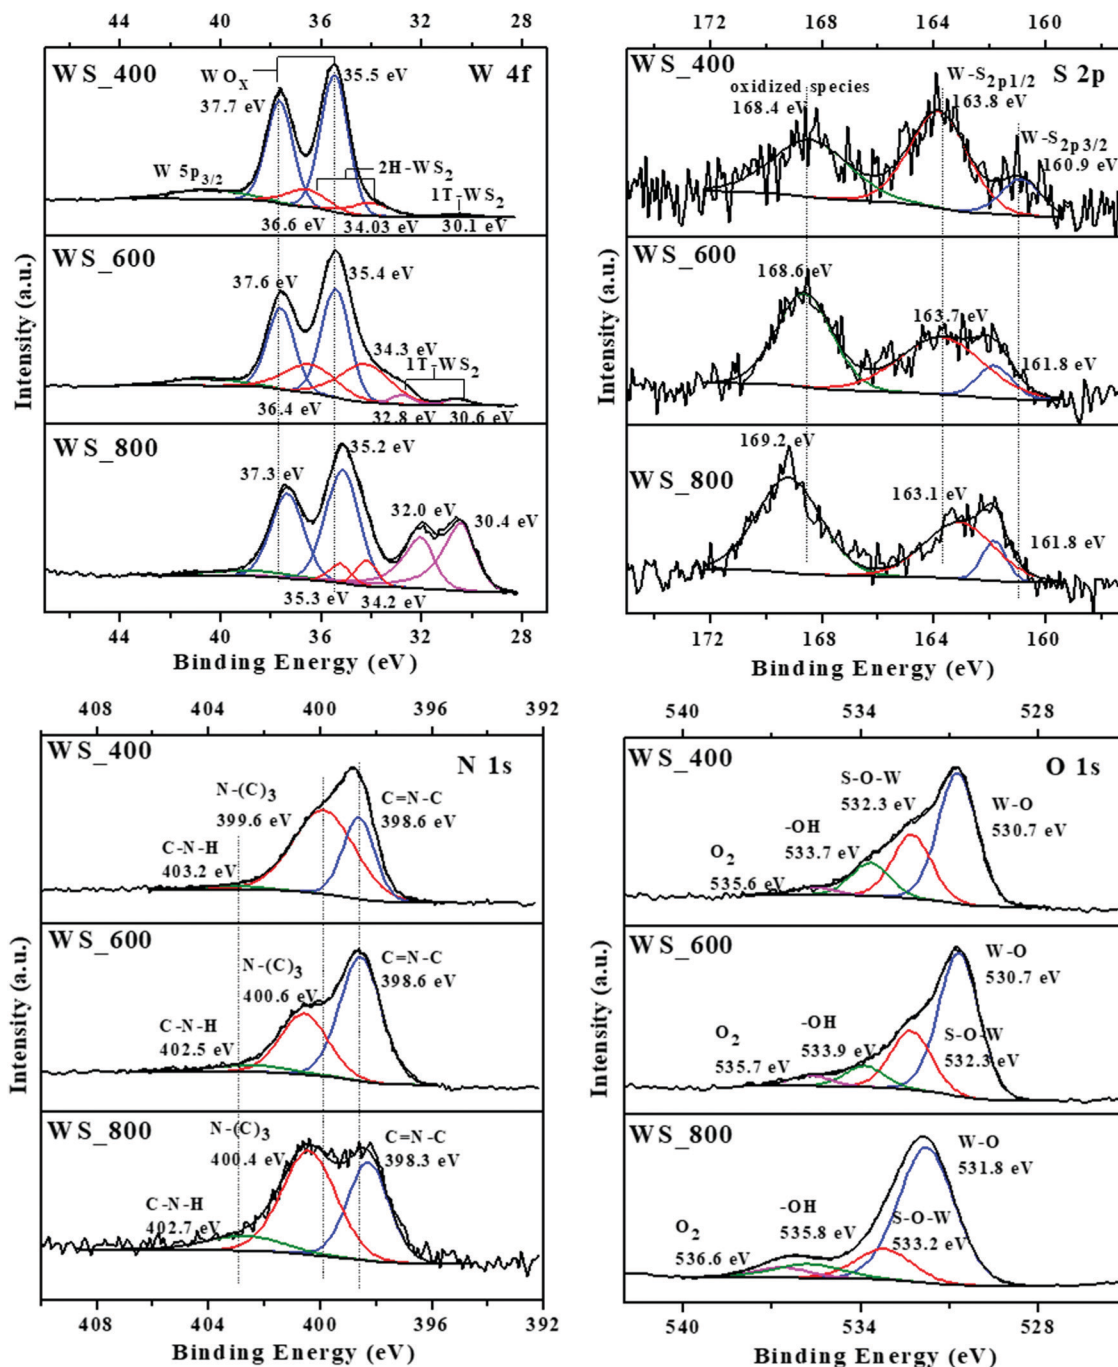 44 40 36 32 28
WS_400
W 4f
WOX
37.7 eV
35.5 eV
W 5p3/2
2H-WS2
1T-WS2
36.6 eV
34.03 eV
30.1 eV
WS_600
37.6 eV
35.4 eV
34.3 eV
1T-WS2
36.4 eV
32.8 eV
30.6 eV
WS_800
37.3 eV
35.2 eV
32.0 eV
30.4 eV
35.3 eV
34.2 eV
44 40 36 32 28
Binding Energy (eV)
Intensity (a.u.)
172 168 164 160
WS_400
S 2p
oxidized species
168.4 eV
W-S2p1/2
163.8 eV
W-S2p3/2
160.9 eV
WS_600
168.6 eV
163.7 eV
161.8 eV
WS_800
169.2 eV
163.1 eV
161.8 eV
172 168 164 160
Binding Energy (eV)
Intensity (a.u.)
408 404 400 396 392
WS_400
N 1s
N-(C)3
399.6 eV
C=N-C
398.6 eV
C-N-H
403.2 eV
WS_600
N-(C)3
400.6 eV
C=N-C
398.6 eV
C-N-H
402.5 eV
WS_800
N-(C)3
400.4 eV
C=N-C
398.3 eV
C-N-H
402.7 eV
408 404 400 396 392
Binding Energy (eV)
Intensity (a.u.)
540 534 528
WS_400
O 1s
S-O-W
532.3 eV
W-O
530.7 eV
-OH
533.7 eV
O2
535.6 eV
WS_600
W-O
530.7 eV
-OH
533.9 eV
S-O-W
532.3 eV
O2
535.7 eV
WS_800
W-O
531.8 eV
-OH
535.8 eV
S-O-W
533.2 eV
O2
536.6 eV
540 534 528
Binding Energy (eV)
Intensity (a.u.)